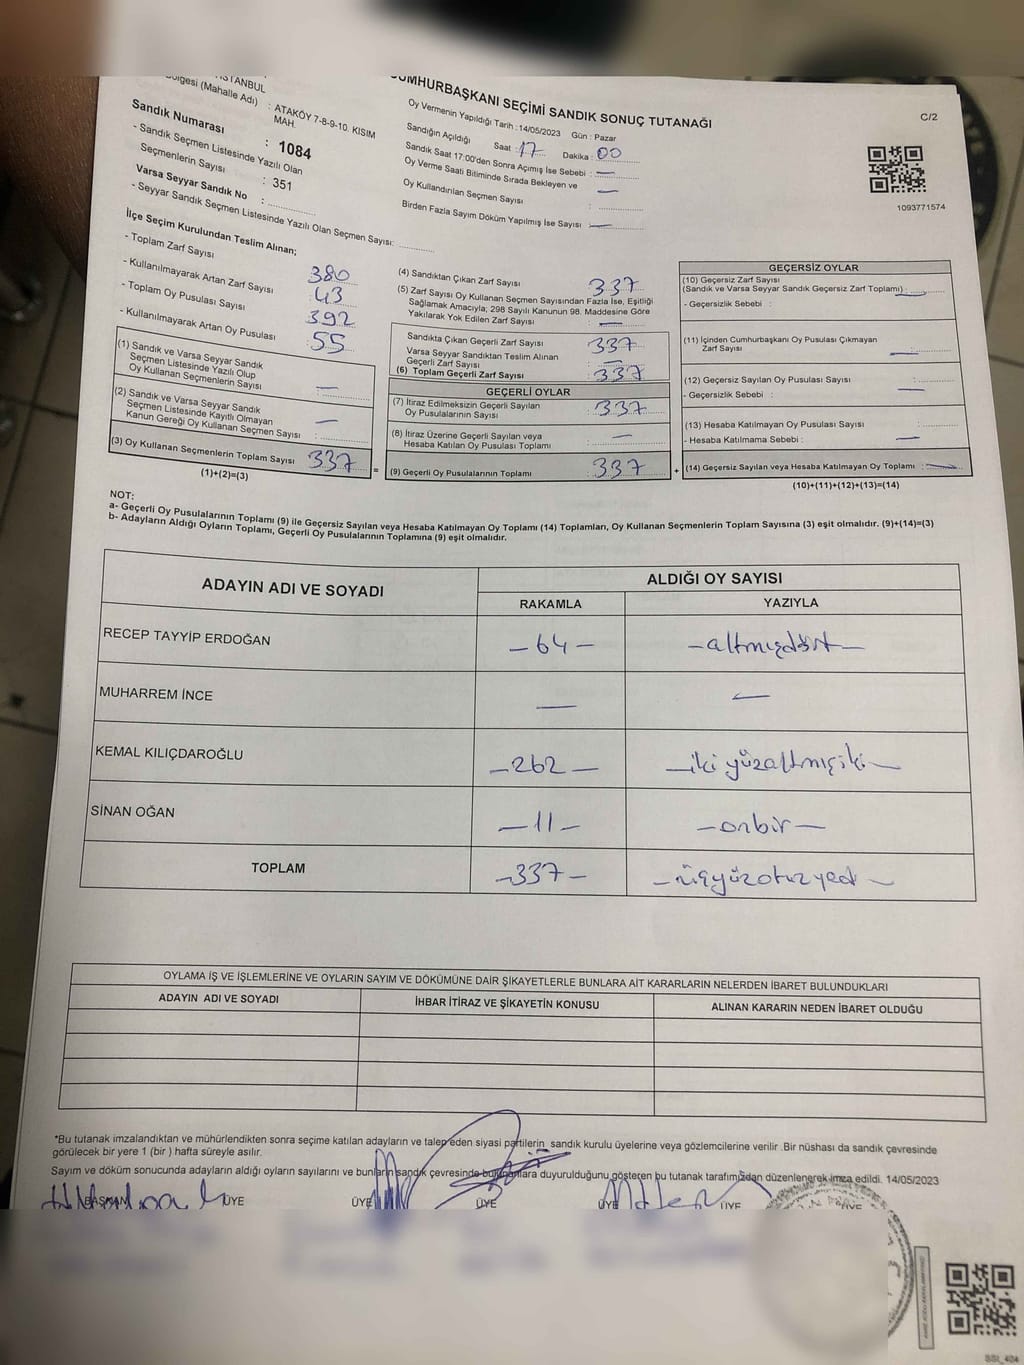 İSTANBUL
CUMHURBAŞKANI SEÇİMİ SANDIK SONUÇ TUTANAĞI
C/2
Bölgesi (Mahalle Adı) : ATAKÖY 7-8-9-10. KISIM MAH.
Sandık Numarası : 1084
- Sandık Seçmen Listesinde Yazılı Olan
Seçmenlerin Sayısı : 351
Varsa Seyyar Sandık No :
- Seyyar Sandık Seçmen Listesinde Yazılı Olan Seçmen Sayısı:
Oy Vermenin Yapıldığı Tarih : 14/05/2023 Gün : Pazar
Sandığın Açıldığı Saat : 17 Dakika : 00
Sandık Saat 17:00'den Sonra Açımış İse Sebebi : —
Oy Verme Saati Bitiminde Sırada Bekleyen ve
Oy Kullandırılan Seçmen Sayısı : —
Birden Fazla Sayım Döküm Yapılmış İse Sayısı : —
1093771574
İlçe Seçim Kurulundan Teslim Alınan;
- Toplam Zarf Sayısı 380
- Kullanılmayarak Artan Zarf Sayısı 43
- Toplam Oy Pusulası Sayısı 392
- Kullanılmayarak Artan Oy Pusulası 55
(1) Sandık ve Varsa Seyyar Sandık
Seçmen Listesinde Yazılı Olup
Oy Kullanan Seçmenlerin Sayısı : —
(2) Sandık ve Varsa Seyyar Sandık
Seçmen Listesinde Kayıtlı Olmayan
Kanun Gereği Oy Kullanan Seçmen Sayısı : —
(3) Oy Kullanan Seçmenlerin Toplam Sayısı 337
(1)+(2)=(3)
(4) Sandıktan Çıkan Zarf Sayısı 337
(5) Zarf Sayısı Oy Kullanan Seçmen Sayısından Fazla İse, Eşitliği
Sağlamak Amacıyla; 298 Sayılı Kanunun 98. Maddesine Göre
Yakılarak Yok Edilen Zarf Sayısı : —
Sandıkta Çıkan Geçerli Zarf Sayısı 337
Varsa Seyyar Sandıktan Teslim Alınan
Geçerli Zarf Sayısı : —
(6) Toplam Geçerli Zarf Sayısı 337
GEÇERLİ OYLAR
(7) İtiraz Edilmeksizin Geçerli Sayılan
Oy Pusulalarının Sayısı 337
(8) İtiraz Üzerine Geçerli Sayılan veya
Hesaba Katılan Oy Pusulası Toplamı : —
= (9) Geçerli Oy Pusulalarının Toplamı : 337 +
GEÇERSİZ OYLAR
(10) Geçersiz Zarf Sayısı
(Sandık ve Varsa Seyyar Sandık Geçersiz Zarf Toplamı) : —
- Geçersizlik Sebebi :
(11) İçinden Cumhurbaşkanı Oy Pusulası Çıkmayan
Zarf Sayısı : —
(12) Geçersiz Sayılan Oy Pusulası Sayısı : —
- Geçersizlik Sebebi :
(13) Hesaba Katılmayan Oy Pusulası Sayısı :
- Hesaba Katılmama Sebebi : —
(14) Geçersiz Sayılan veya Hesaba Katılmayan Oy Toplamı : —
(10)+(11)+(12)+(13)=(14)
NOT:
a- Geçerli Oy Pusulalarının Toplamı (9) ile Geçersiz Sayılan veya Hesaba Katılmayan Oy Toplamı (14) Toplamları, Oy Kullanan Seçmenlerin Toplam Sayısına (3) eşit olmalıdır. (9)+(14)=(3)
b- Adayların Aldığı Oyların Toplamı, Geçerli Oy Pusulalarının Toplamına (9) eşit olmalıdır.
ADAYIN ADI VE SOYADI ALDIĞI OY SAYISI
RAKAMLA YAZIYLA
RECEP TAYYİP ERDOĞAN —64— —altmışdört—
MUHARREM İNCE — —
KEMAL KILIÇDAROĞLU —262— —iki yüzaltmışiki—
SİNAN OĞAN —11— —onbir—
TOPLAM —337— —üçyüzotuzyedi—
OYLAMA İŞ VE İŞLEMLERİNE VE OYLARIN SAYIM VE DÖKÜMÜNE DAİR ŞİKAYETLERLE BUNLARA AİT KARARLARIN NELERDEN İBARET BULUNDUKLARI
ADAYIN ADI VE SOYADI İHBAR İTİRAZ VE ŞİKAYETİN KONUSU ALINAN KARARIN NEDEN İBARET OLDUĞU
*Bu tutanak imzalandıktan ve mühürlendikten sonra seçime katılan adayların ve talep eden siyasi partilerin sandık kurulu üyelerine veya gözlemcilerine verilir .Bir nüshası da sandık çevresinde
görülecek bir yere 1 (bir ) hafta süreyle asılır.
Sayım ve döküm sonucunda adayların aldığı oyların sayılarını ve bunların sandık çevresinde bulunanlara duyurulduğunu gösteren bu tutanak tarafımızdan düzenlenerek imza edildi. 14/05/2023
BAŞKAN ÜYE ÜYE ÜYE ÜYE ÜYE ÜYE